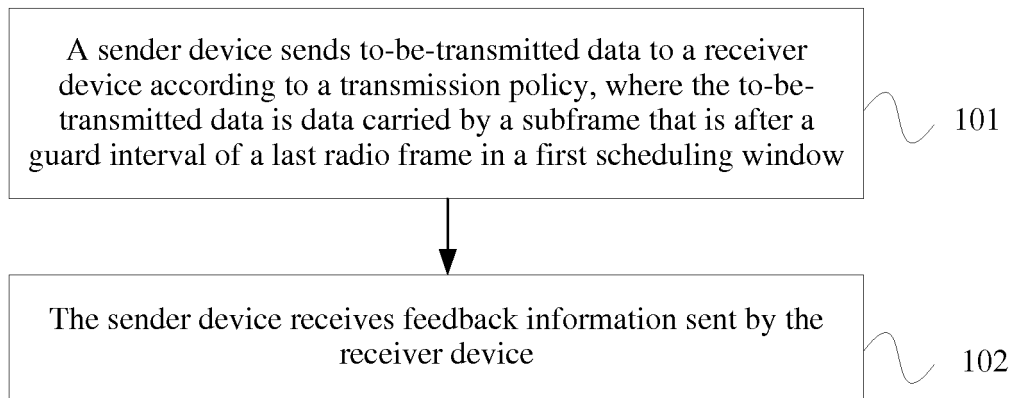 A sender device sends to-be-transmitted data to a receiver
device according to a transmission policy, where the to-be-
transmitted data is data carried by a subframe that is after a
guard interval of a last radio frame in a first scheduling window
101
The sender device receives feedback information sent by the
receiver device
102